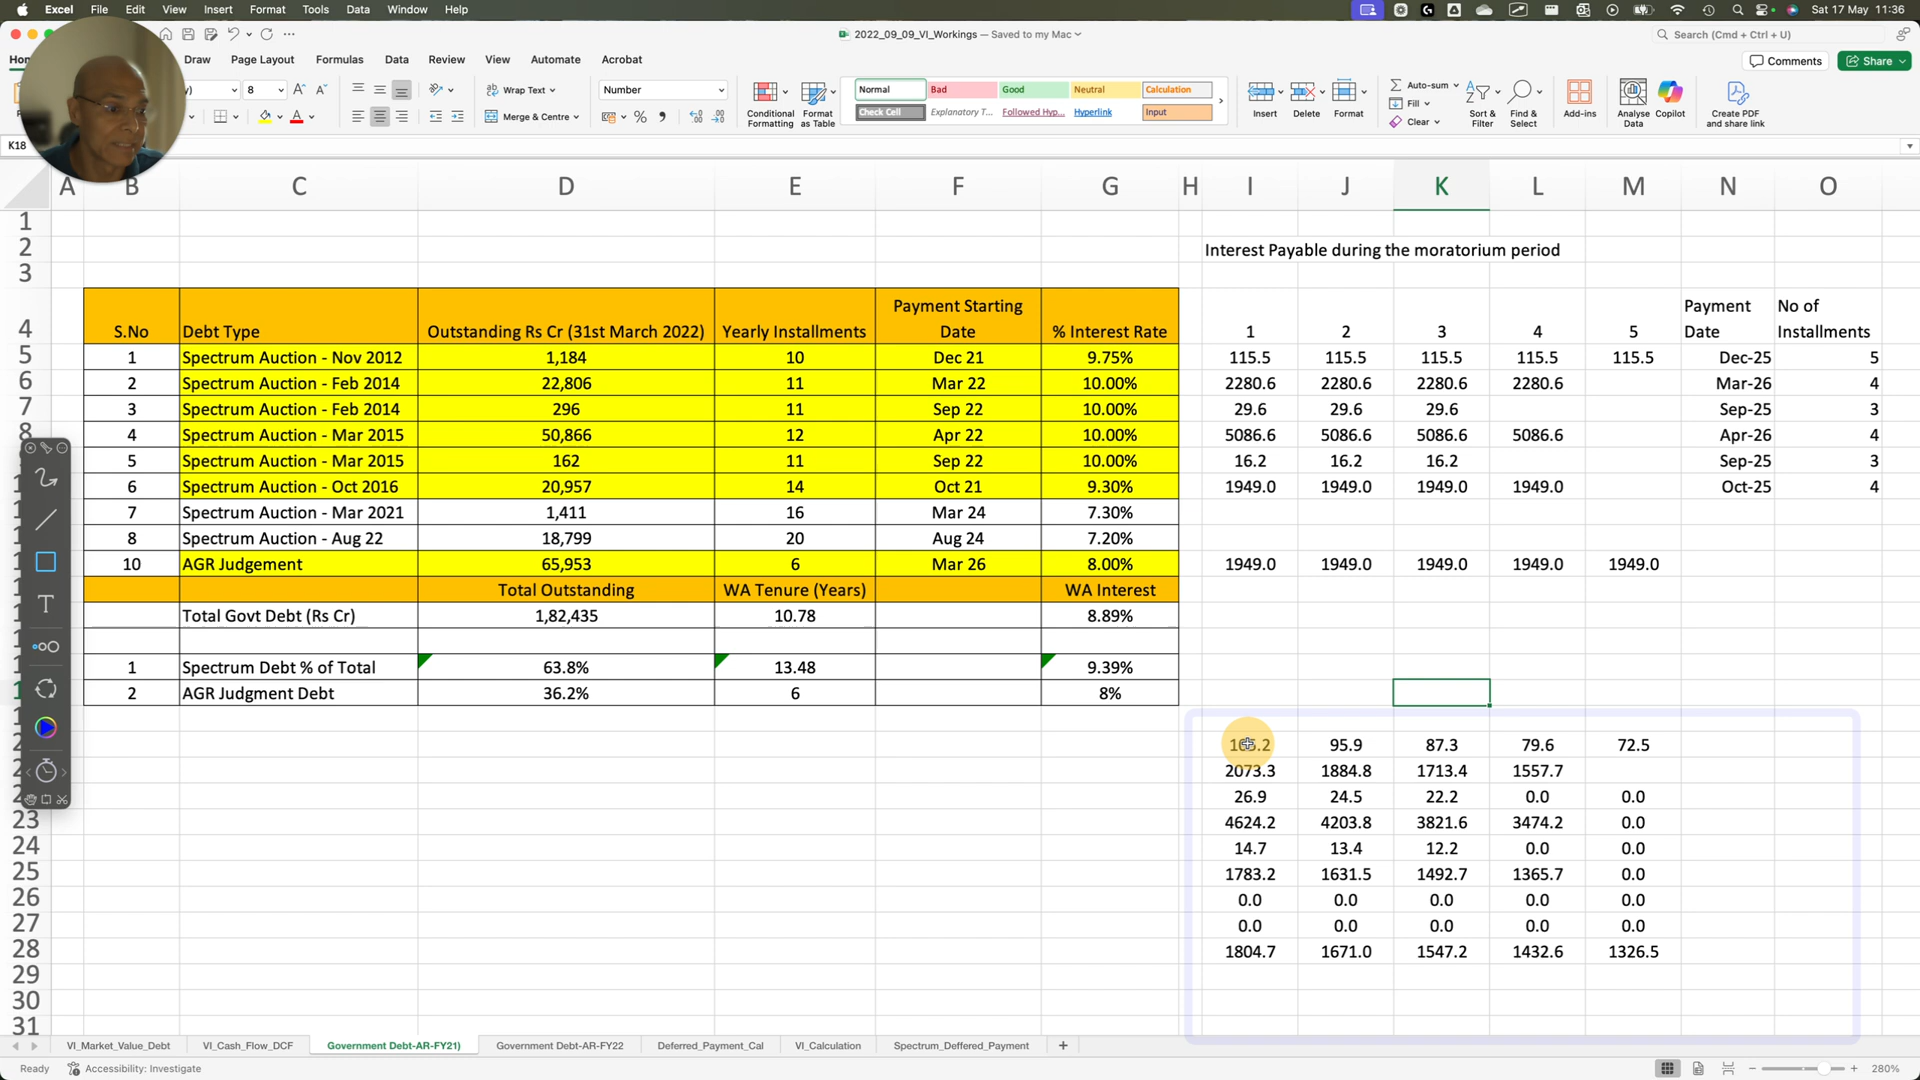 Excel File Edit View Insert Format Tools Data Window Help Sat 17 May 11:36
2022_09_09_VI_Workings — Saved to my Mac Search (Cmd + Ctrl + U)
Draw Page Layout Formulas Data Review View Automate Acrobat Comments Share
8 Wrap Text Number Normal Bad Good Neutral Calculation Auto-sum
Merge & Centre Conditional Formatting Format as Table Check Cell Explanatory T... Followed Hyp... Hyperlink Input Insert Delete Format Fill Clear Sort & Filter Find & Select Add-ins Analyse Data Copilot Create PDF and share link
K18
A B C D E F G H I J K L M N O
1
2 Interest Payable during the moratorium period
3
4 S.No Debt Type Outstanding Rs Cr (31st March 2022) Yearly Installments Payment Starting Date % Interest Rate 1 2 3 4 5 Payment Date No of Installments
5 1 Spectrum Auction - Nov 2012 1,184 10 Dec 21 9.75% 115.5 115.5 115.5 115.5 115.5 Dec-25 5
6 2 Spectrum Auction - Feb 2014 22,806 11 Mar 22 10.00% 2280.6 2280.6 2280.6 2280.6 Mar-26 4
7 3 Spectrum Auction - Feb 2014 296 11 Sep 22 10.00% 29.6 29.6 29.6 Sep-25 3
8 4 Spectrum Auction - Mar 2015 50,866 12 Apr 22 10.00% 5086.6 5086.6 5086.6 5086.6 Apr-26 4
5 Spectrum Auction - Mar 2015 162 11 Sep 22 10.00% 16.2 16.2 16.2 Sep-25 3
6 Spectrum Auction - Oct 2016 20,957 14 Oct 21 9.30% 1949.0 1949.0 1949.0 1949.0 Oct-25 4
7 Spectrum Auction - Mar 2021 1,411 16 Mar 24 7.30%
8 Spectrum Auction - Aug 22 18,799 20 Aug 24 7.20%
10 AGR Judgement 65,953 6 Mar 26 8.00% 1949.0 1949.0 1949.0 1949.0 1949.0
Total Outstanding WA Tenure (Years) WA Interest
Total Govt Debt (Rs Cr) 1,82,435 10.78 8.89%
1 Spectrum Debt % of Total 63.8% 13.48 9.39%
2 AGR Judgment Debt 36.2% 6 8%
95.9 87.3 79.6 72.5
2073.3 1884.8 1713.4 1557.7
26.9 24.5 22.2 0.0 0.0
23 4624.2 4203.8 3821.6 3474.2 0.0
24 14.7 13.4 12.2 0.0 0.0
25 1783.2 1631.5 1492.7 1365.7 0.0
26 0.0 0.0 0.0 0.0 0.0
27 0.0 0.0 0.0 0.0 0.0
28 1804.7 1671.0 1547.2 1432.6 1326.5
29
30
31
VI_Market_Value_Debt VI_Cash_Flow_DCF Government Debt-AR-FY21) Government Debt-AR-FY22 Deferred_Payment_Cal VI_Calculation Spectrum_Deffered_Payment
Ready Accessibility: Investigate 280%